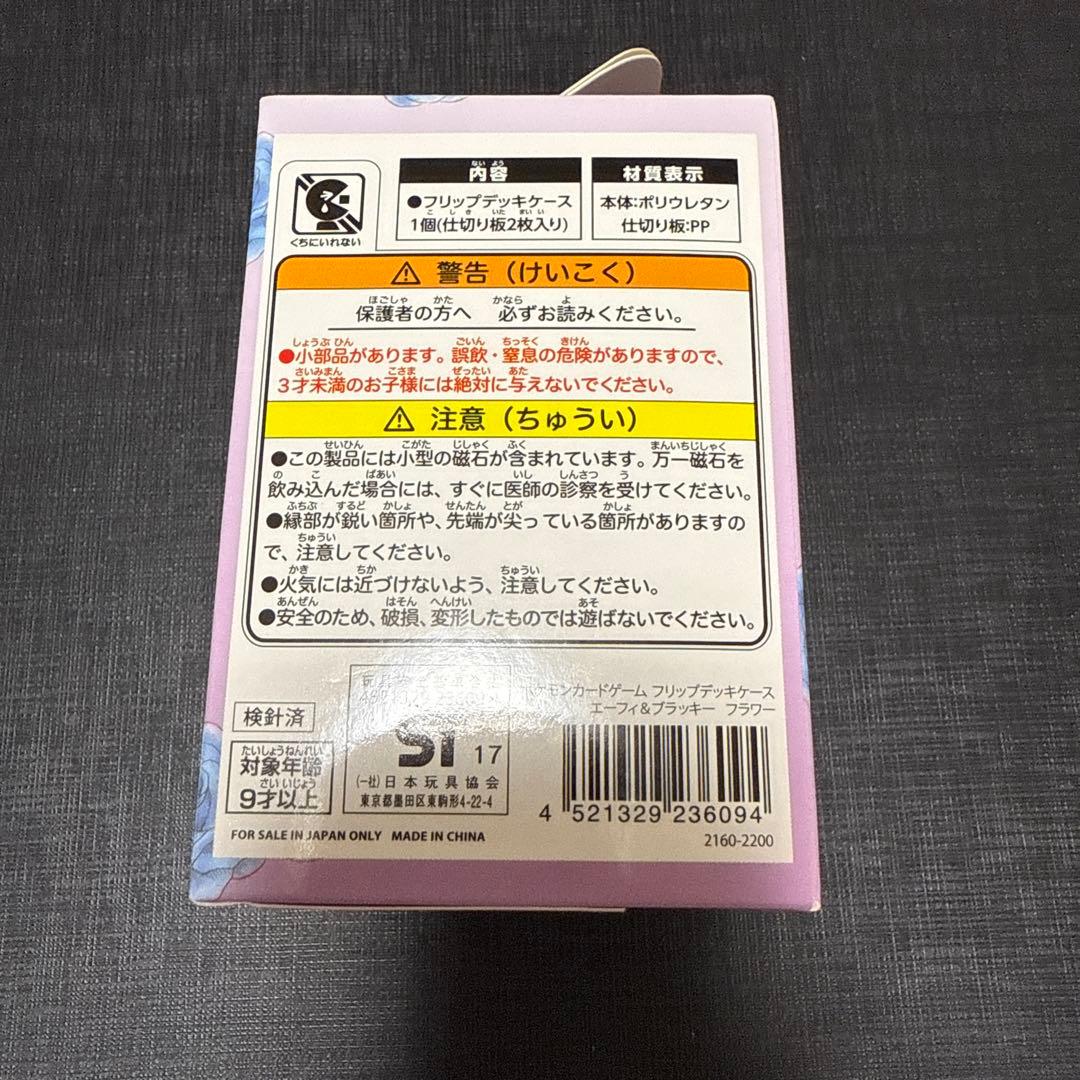 くちにいれない
内容
●フリップデッキケース
1個(仕切り板2枚入り)
材質表示
本体:ポリウレタン
仕切り板:PP
⚠ 警告（けいこく）
保護者の方へ 必ずお読みください。
●小部品があります。誤飲・窒息の危険がありますので、
3才未満のお子様には絶対に与えないでください。
⚠ 注意（ちゅうい）
●この製品には小型の磁石が含まれています。万一磁石を
飲み込んだ場合には、すぐに医師の診察を受けてください。
●縁部が鋭い箇所や、先端が尖っている箇所がありますの
で、注意してください。
●火気には近づけないよう、注意してください。
●安全のため、破損、変形したものでは遊ばないでください。
検針済
対象年齢
9才以上
ST 17
(一社)日本玩具協会
東京都墨田区東駒形4-22-4
ポケモンカードゲーム フリップデッキケース
エーフィ&ブラッキー フラワー
4 521329 236094
2160-2200
FOR SALE IN JAPAN ONLY MADE IN CHINA